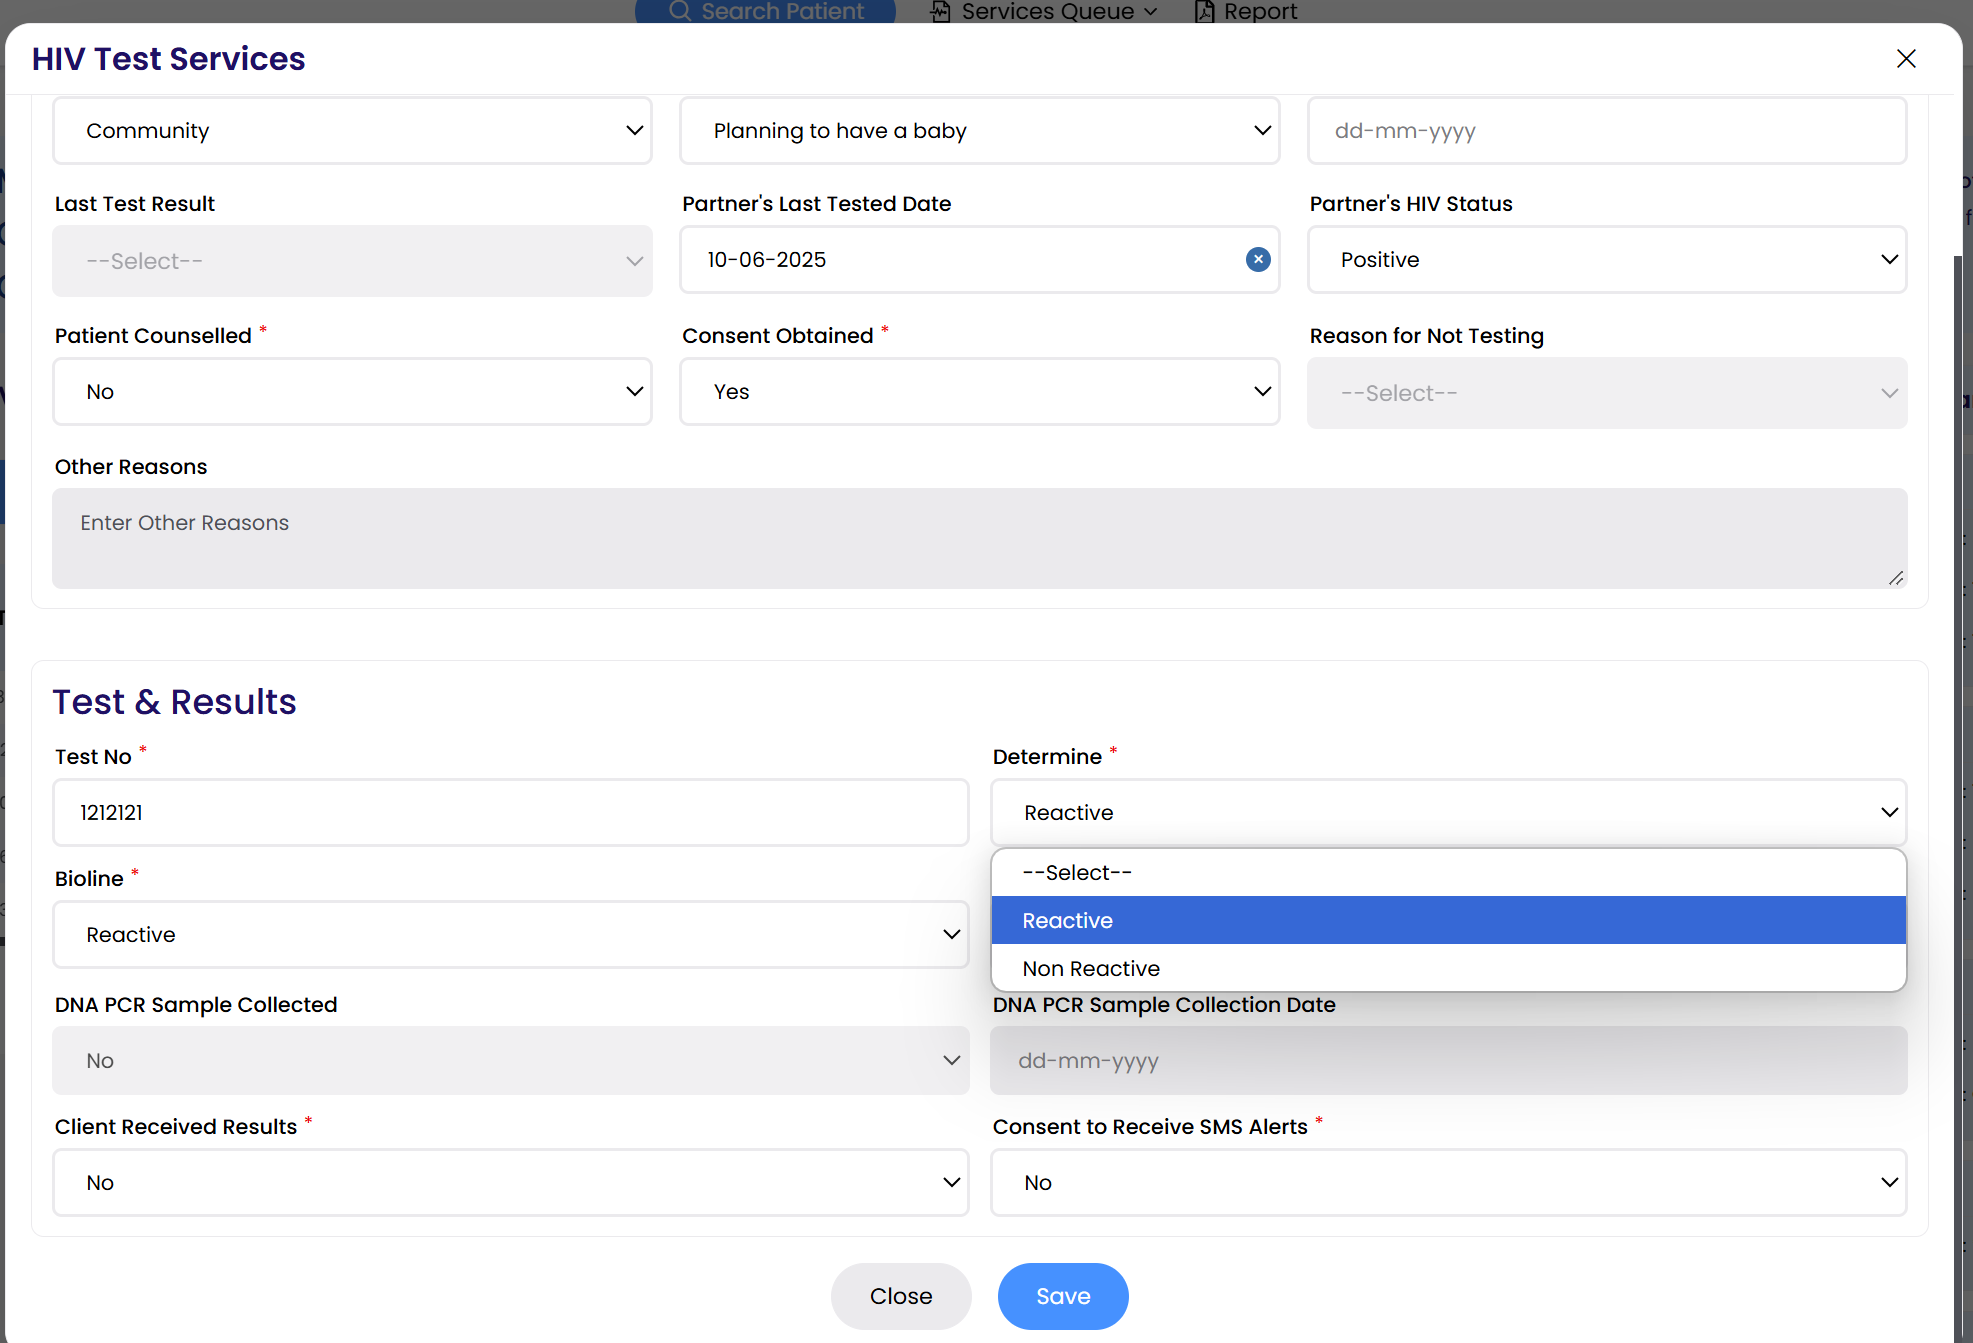 Search Patient Services Queue Report
HIV Test Services
Community Planning to have a baby dd-mm-yyyy
Last Test Result Partner's Last Tested Date Partner's HIV Status
--Select-- 10-06-2025 Positive
Patient Counselled * Consent Obtained * Reason for Not Testing
No Yes --Select--
Other Reasons
Enter Other Reasons
Test & Results
Test No * Determine *
1212121 Reactive
--Select--
Bioline *
Reactive Reactive
Non Reactive
DNA PCR Sample Collected DNA PCR Sample Collection Date
No dd-mm-yyyy
Client Received Results * Consent to Receive SMS Alerts *
No No
Close Save